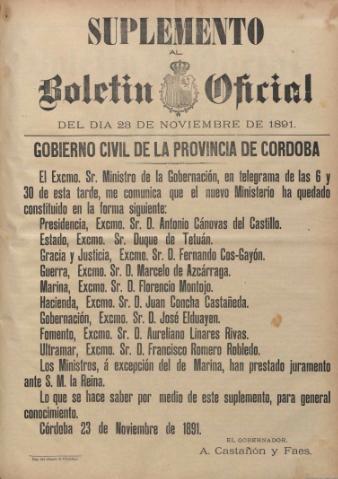 SUPLEMENTO
AL
Boletin Oficial
DEL DIA 23 DE NOVIEMBRE DE 1891.
GOBIERNO CIVIL DE LA PROVINCIA DE CORDOBA
El Excmo. Sr. Ministro de la Gobernación, en telegrama de las 6 y
30 de esta tarde, me comunica que el nuevo Ministerio ha quedado
constituido en la forma siguiente:
Presidencia, Excmo. Sr. D. Antonio Cánovas del Castillo.
Estado, Excmo. Sr. Duque de Tetuán.
Gracia y Justicia, Excmo. Sr. D. Fernando Cos-Gayón.
Guerra, Excmo. Sr. D. Marcelo de Azcárraga.
Marina, Excmo. Sr. D. Florencio Montojo.
Hacienda, Excmo. Sr. D. Juan Concha Castañeda.
Gobernación, Excmo. Sr. D. José Elduayen.
Fomento, Excmo. Sr. D. Aureliano Linares Rivas.
Ultramar, Excmo. Sr. D. Francisco Romero Robledo.
Los Ministros, á excepción del de Marina, han prestado juramento
ante S. M. la Reina.
Lo que se hace saber por medio de este suplemento, para general
conocimiento.
Córdoba 23 de Noviembre de 1891.
EL GOBERNADOR,
A. Castañón y Faes.